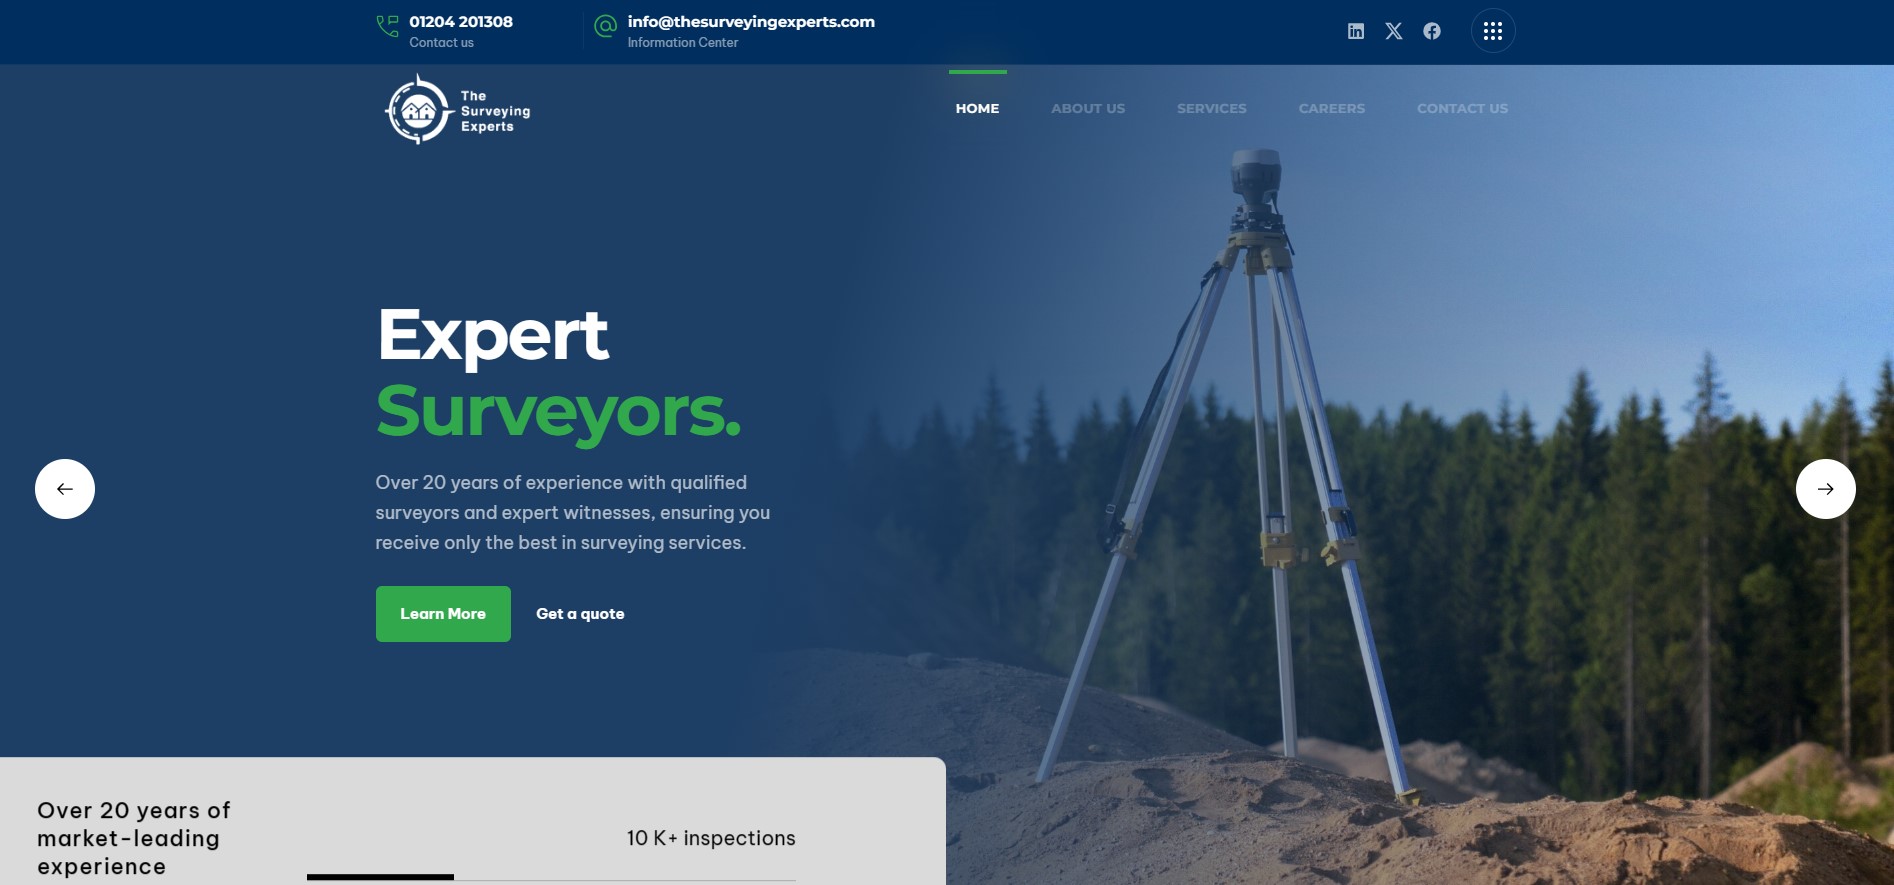 01204 201308
Contact us
info@thesurveyingexperts.com
Information Center
The
Surveying
Experts
HOME
ABOUT US
SERVICES
CAREERS
CONTACT US
Expert
Surveyors.
Over 20 years of experience with qualified
surveyors and expert witnesses, ensuring you
receive only the best in surveying services.
Learn More
Get a quote
Over 20 years of
market-leading
experience
10 K+ inspections